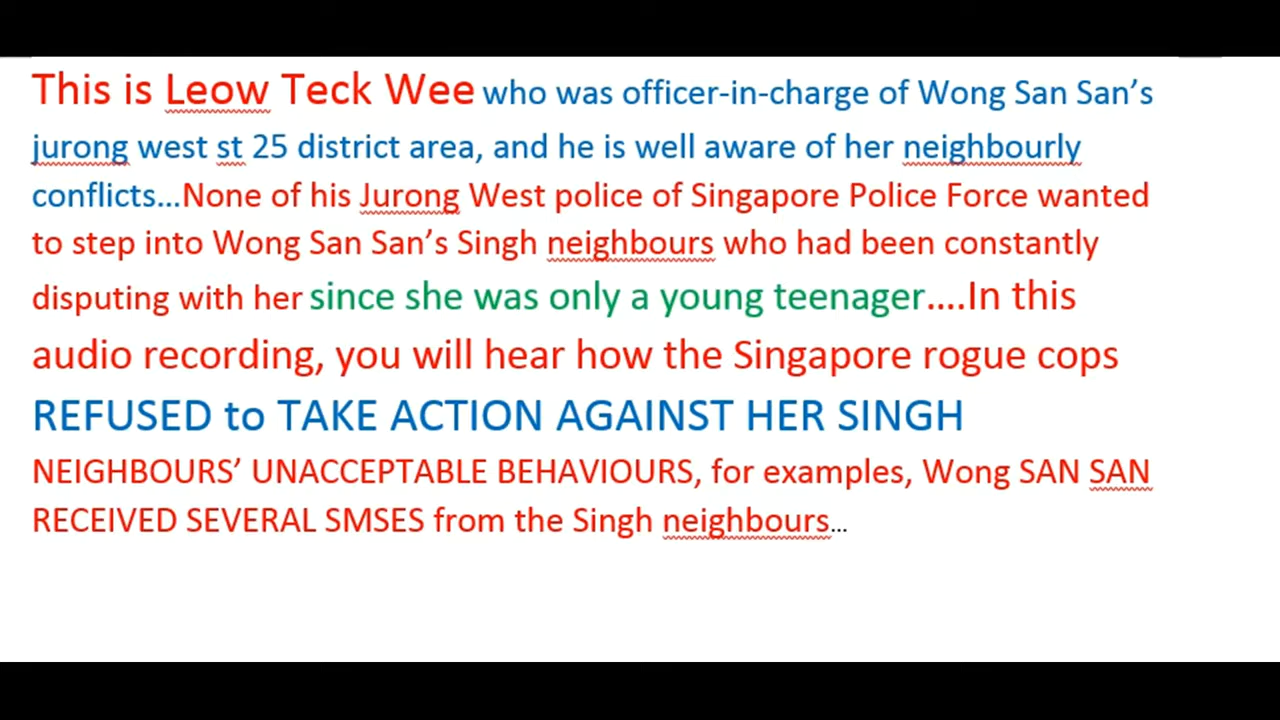 This is Leow Teck Wee who was officer-in-charge of Wong San San’s
jurong west st 25 district area, and he is well aware of her neighbourly
conflicts...None of his Jurong West police of Singapore Police Force wanted
to step into Wong San San’s Singh neighbours who had been constantly
disputing with her since she was only a young teenager....In this
audio recording, you will hear how the Singapore rogue cops
REFUSED to TAKE ACTION AGAINST HER SINGH
NEIGHBOURS’ UNACCEPTABLE BEHAVIOURS, for examples, Wong SAN SAN
RECEIVED SEVERAL SMSES from the Singh neighbours...